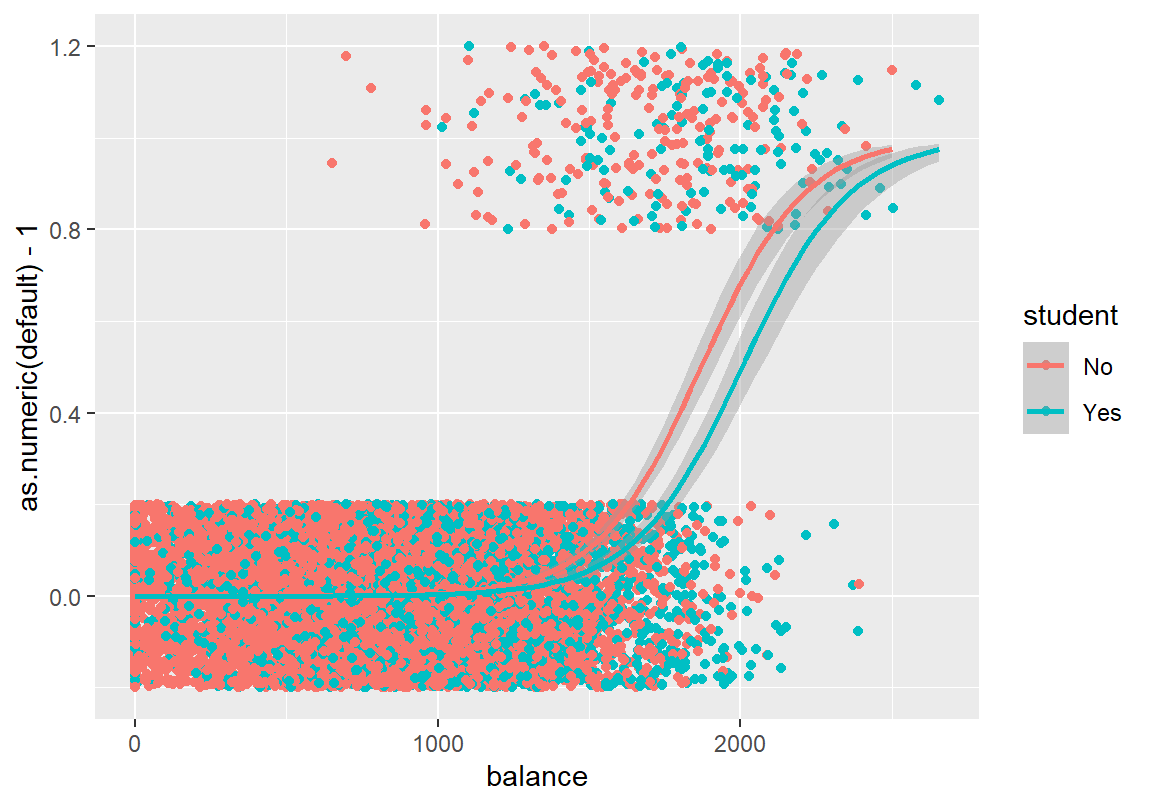 1.2
0.8
0.4
0.0
as.numeric(default) - 1
0
1000
2000
balance
student
No
Yes